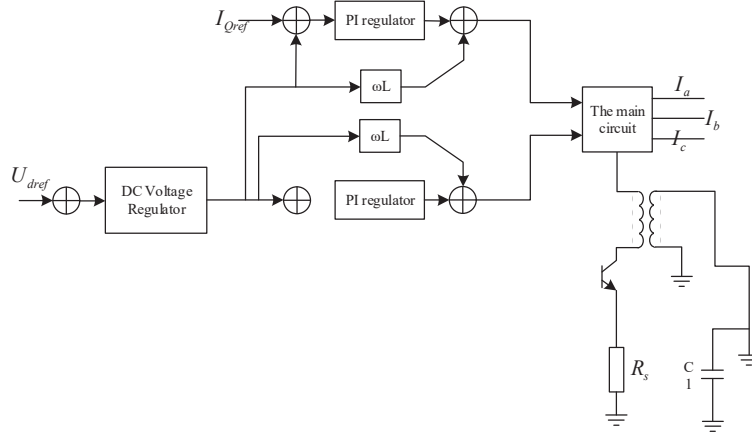 I_Qref
PI regulator
ωL
ωL
PI regulator
U_dref
DC Voltage
Regulator
The main
circuit
I_a
I_b
I_c
R_s
C
1